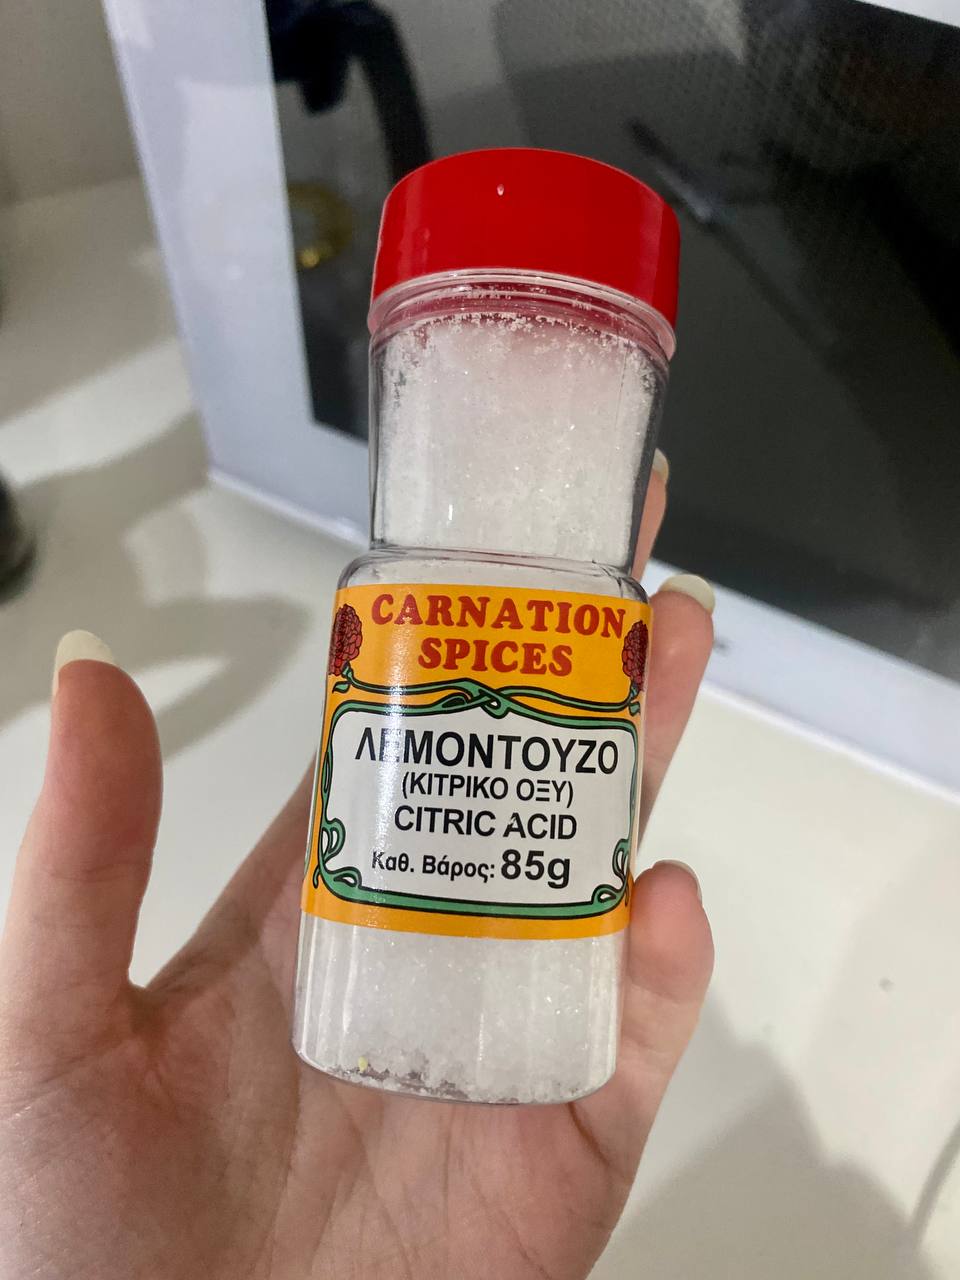 CARNATION
SPICES
ΛΕΜΟΝΤΟΥΖΟ
(ΚΙΤΡΙΚΟ ΟΞΥ)
CITRIC ACID
Καθ. Βάρος: 85g